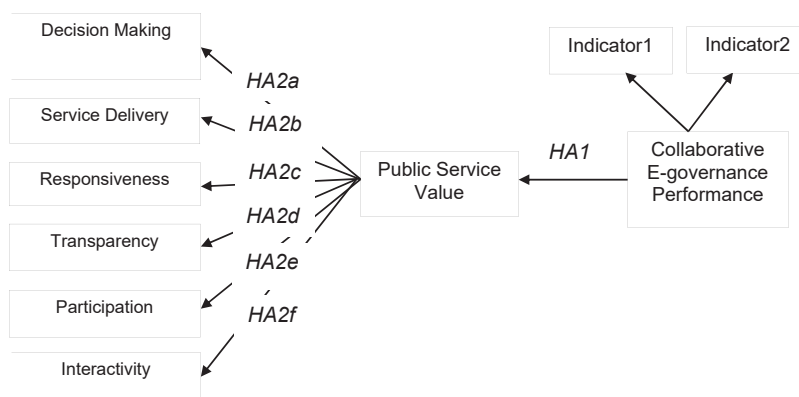 Decision Making
Service Delivery
Responsiveness
Transparency
Participation
Interactivity
HA2a
HA2b
HA2c
HA2d
HA2e
HA2f
Public Service
Value
HA1
Indicator1
Indicator2
Collaborative
E-governance
Performance